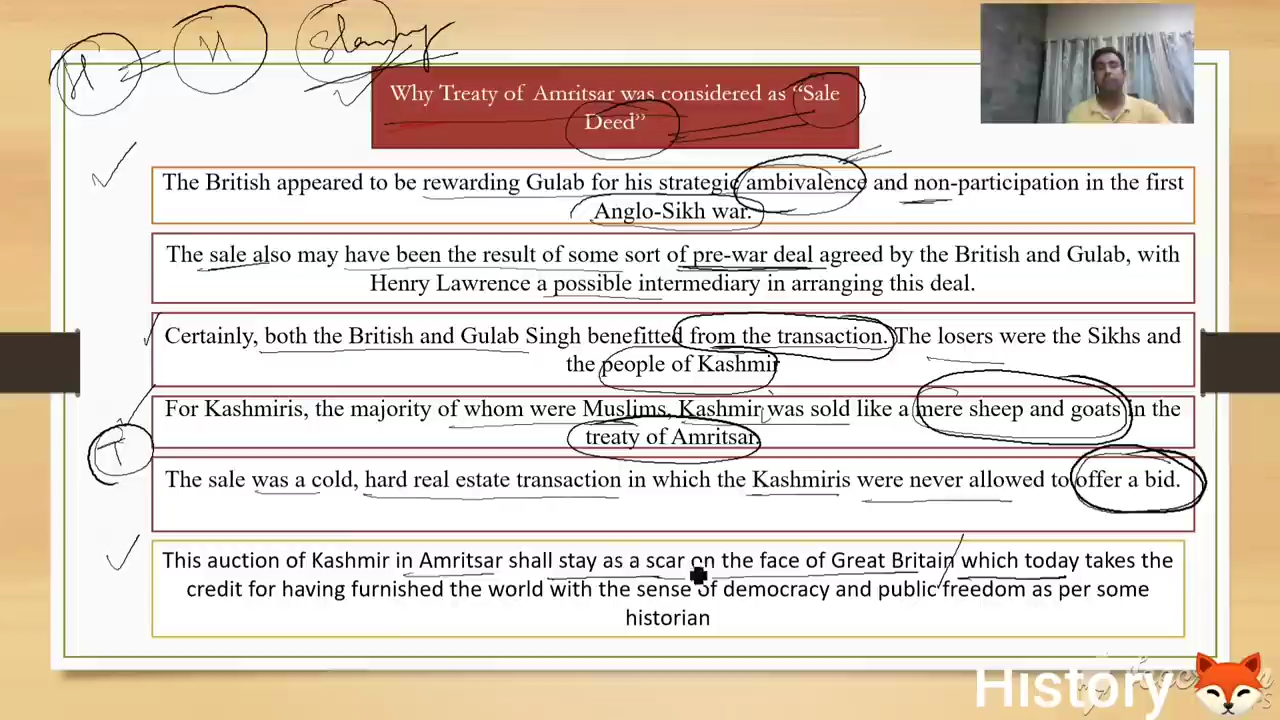 H = H Slavery
Why Treaty of Amritsar was considered as “Sale
Deed”
The British appeared to be rewarding Gulab for his strategic ambivalence and non-participation in the first
Anglo-Sikh war.
The sale also may have been the result of some sort of pre-war deal agreed by the British and Gulab, with
Henry Lawrence a possible intermediary in arranging this deal.
Certainly, both the British and Gulab Singh benefitted from the transaction. The losers were the Sikhs and
the people of Kashmir
For Kashmiris, the majority of whom were Muslims, Kashmir was sold like a mere sheep and goats in the
treaty of Amritsar.
T
The sale was a cold, hard real estate transaction in which the Kashmiris were never allowed to offer a bid.
This auction of Kashmir in Amritsar shall stay as a scar on the face of Great Britain which today takes the
credit for having furnished the world with the sense of democracy and public freedom as per some
historian
History